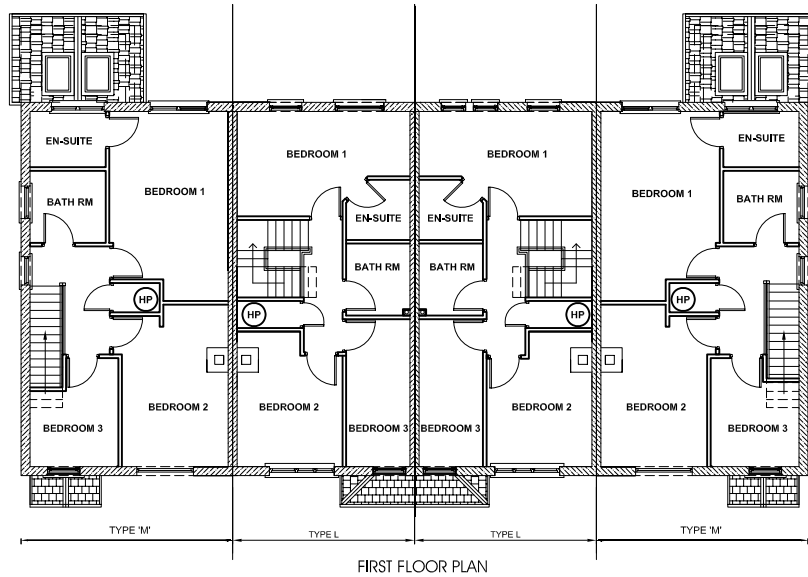 EN-SUITE
BEDROOM 1
BEDROOM 1
EN-SUITE
BEDROOM 1
BEDROOM 1
BATH RM
EN-SUITE
EN-SUITE
BATH RM
BATH RM
BATH RM
HP
HP
HP
HP
BEDROOM 3
BEDROOM 2
BEDROOM 2
BEDROOM 3
BEDROOM 3
BEDROOM 2
BEDROOM 2
BEDROOM 3
TYPE 'M'
TYPE L
TYPE L
TYPE 'M'
FIRST FLOOR PLAN